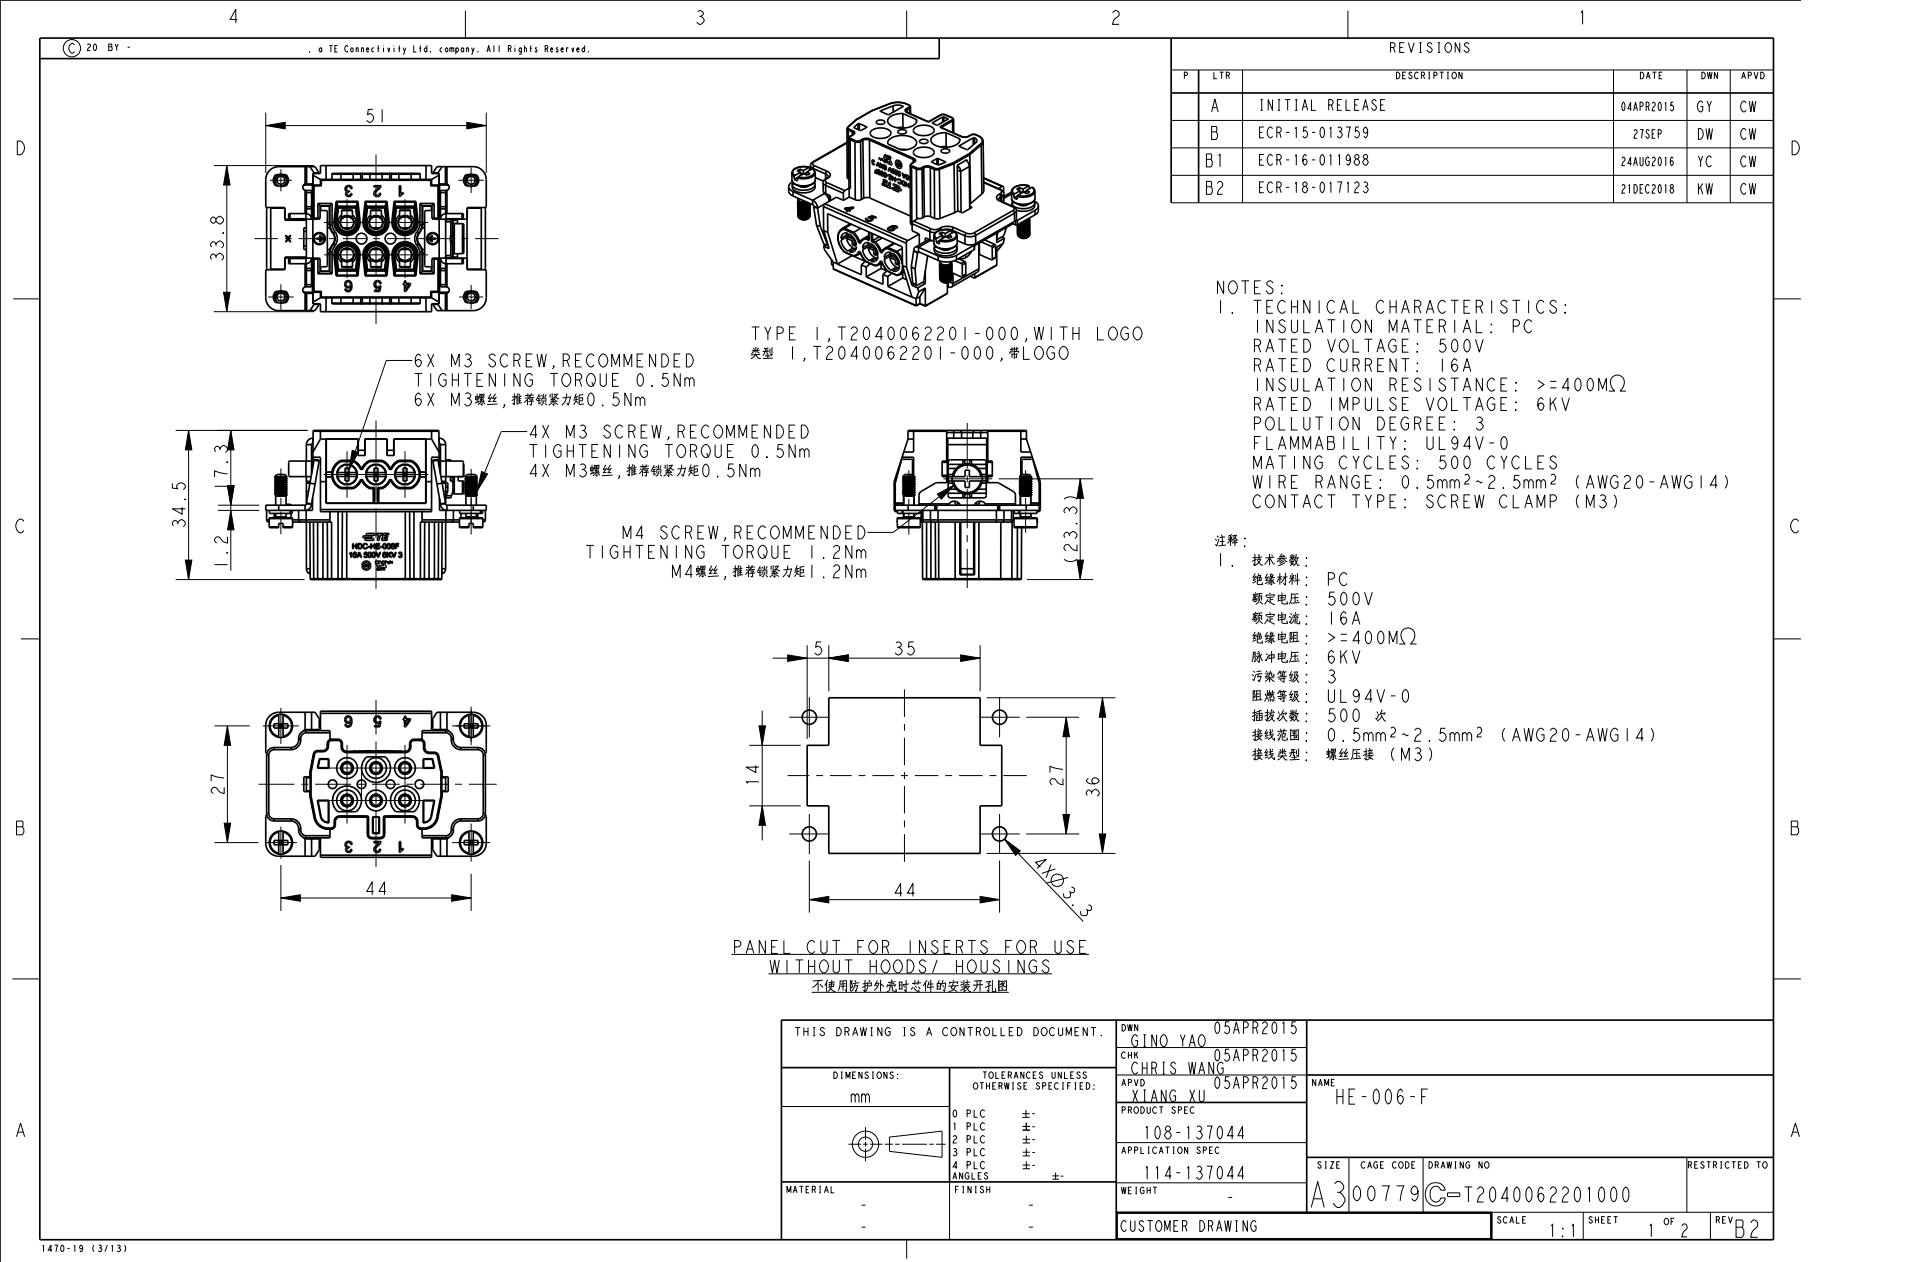 4 3 2 1
© 20 BY -
. a TE Connectivity Ltd. company. All Rights Reserved.
REVISIONS
P LTR DESCRIPTION DATE DWN APVD
A INITIAL RELEASE 04APR2015 GY CW
B ECR-15-013759 27SEP DW CW
B1 ECR-16-011988 24AUG2016 YC CW
B2 ECR-18-017123 21DEC2018 KW CW
D D
51
33.8
3 2 1
6 5 4
4 5 6
TYPE 1,T2040062201-000,WITH LOGO
类型 1,T2040062201-000,带LOGO
6X M3 SCREW,RECOMMENDED
TIGHTENING TORQUE 0.5Nm
6X M3螺丝,推荐锁紧力矩0.5Nm
4X M3 SCREW,RECOMMENDED
TIGHTENING TORQUE 0.5Nm
4X M3螺丝,推荐锁紧力矩0.5Nm
34.5
17.3
1.2
TE
HDC-HE-006F
16A 500V 6KV 3
M4 SCREW,RECOMMENDED
TIGHTENING TORQUE 1.2Nm
M4螺丝,推荐锁紧力矩1.2Nm
(23.3)
NOTES:
1. TECHNICAL CHARACTERISTICS:
INSULATION MATERIAL: PC
RATED VOLTAGE: 500V
RATED CURRENT: 16A
INSULATION RESISTANCE: >=400MΩ
RATED IMPULSE VOLTAGE: 6KV
POLLUTION DEGREE: 3
FLAMMABILITY: UL94V-0
MATING CYCLES: 500 CYCLES
WIRE RANGE: 0.5mm²~2.5mm² (AWG20-AWG14)
CONTACT TYPE: SCREW CLAMP (M3)
注释:
1. 技术参数:
绝缘材料: PC
额定电压: 500V
额定电流: 16A
绝缘电阻: >=400MΩ
脉冲电压: 6KV
污染等级: 3
阻燃等级: UL94V-0
插拔次数: 500 次
接线范围: 0.5mm²~2.5mm² (AWG20-AWG14)
接线类型: 螺丝压接 (M3)
C C
6 5 4
3 2 1
27
44
5 35
14
27
36
44
4XØ3.3
PANEL CUT FOR INSERTS FOR USE
WITHOUT HOODS/ HOUSINGS
不使用防护外壳时芯件的安装开孔图
B B
A A
THIS DRAWING IS A CONTROLLED DOCUMENT.
DIMENSIONS:
mm
TOLERANCES UNLESS
OTHERWISE SPECIFIED:
0 PLC ±-
1 PLC ±-
2 PLC ±-
3 PLC ±-
4 PLC ±-
ANGLES ±-
MATERIAL
-
-
FINISH
-
-
DWN 05APR2015
GINO YAO
CHK 05APR2015
CHRIS WANG
APVD 05APR2015
XIANG XU
PRODUCT SPEC
108-137044
APPLICATION SPEC
114-137044
WEIGHT -
CUSTOMER DRAWING
NAME
HE-006-F
SIZE CAGE CODE DRAWING NO RESTRICTED TO
A3 00779 C-T2040062201000
SCALE 1:1 SHEET 1 OF 2 REV B2
1470-19 (3/13)